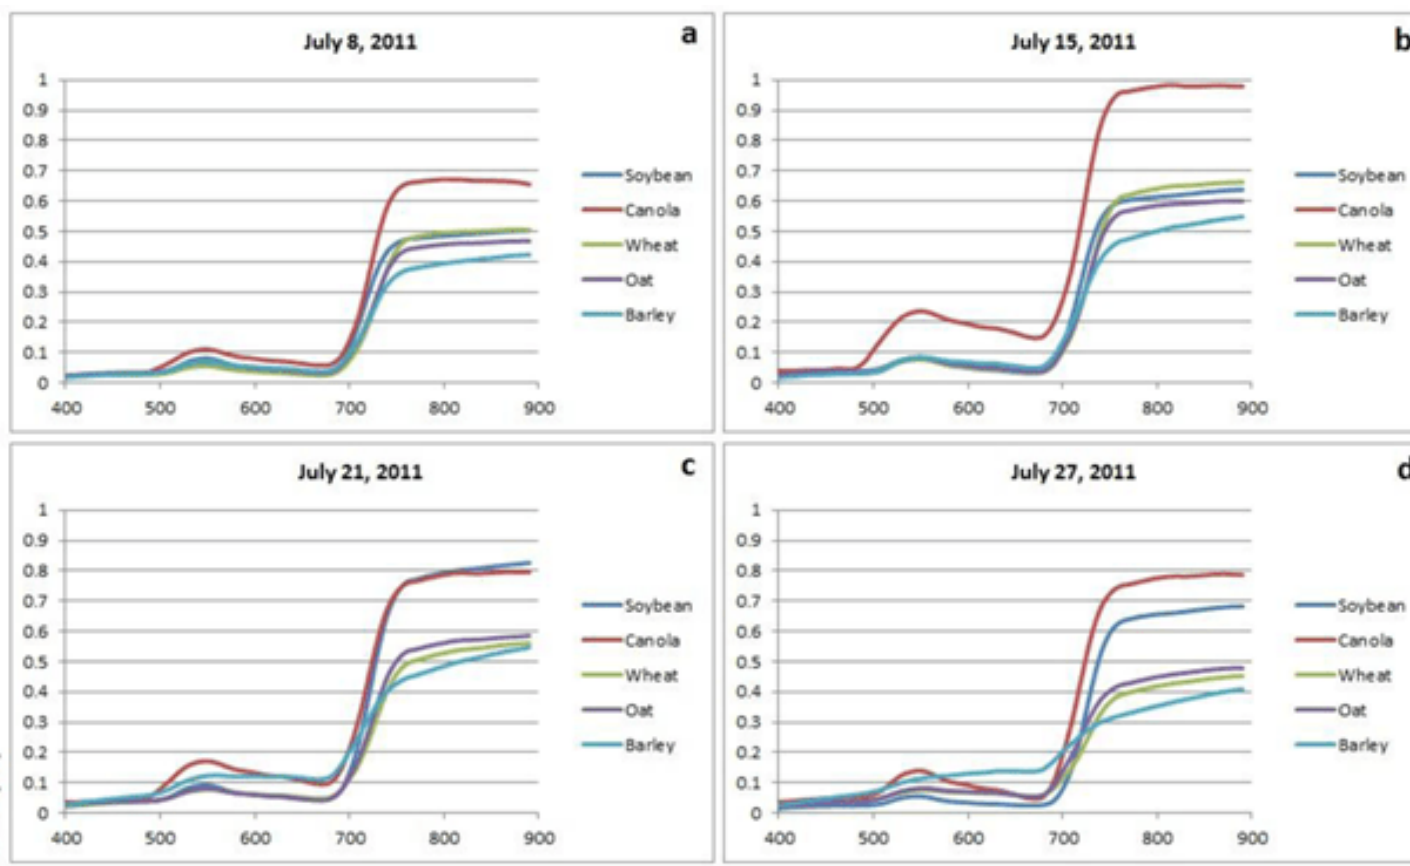 July 8, 2011
a
1
0.9
0.8
0.7
0.6
0.5
0.4
0.3
0.2
0.1
0
400 500 600 700 800 900
Soybean
Canola
Wheat
Oat
Barley
July 15, 2011
b
1
0.9
0.8
0.7
0.6
0.5
0.4
0.3
0.2
0.1
0
400 500 600 700 800 900
Soybean
Canola
Wheat
Oat
Barley
July 21, 2011
c
1
0.9
0.8
0.7
0.6
0.5
0.4
0.3
0.2
0.1
0
400 500 600 700 800 900
Soybean
Canola
Wheat
Oat
Barley
July 27, 2011
d
1
0.9
0.8
0.7
0.6
0.5
0.4
0.3
0.2
0.1
0
400 500 600 700 800 900
Soybean
Canola
Wheat
Oat
Barley